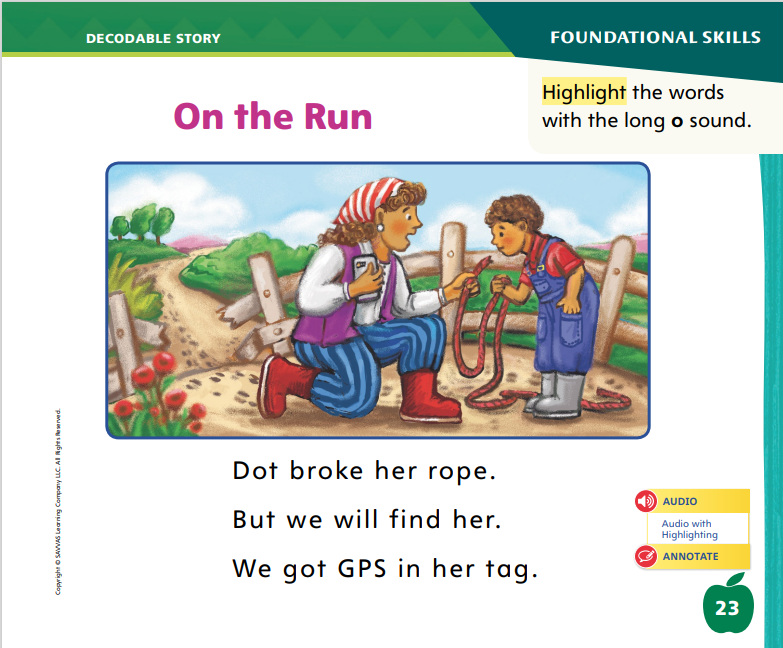 DECODABLE STORY
FOUNDATIONAL SKILLS
Highlight the words
with the long o sound.
On the Run
Dot broke her rope.
But we will find her.
We got GPS in her tag.
AUDIO
Audio with
Highlighting
ANNOTATE
23
Copyright © SAVVAS Learning Company LLC. All Rights Reserved.